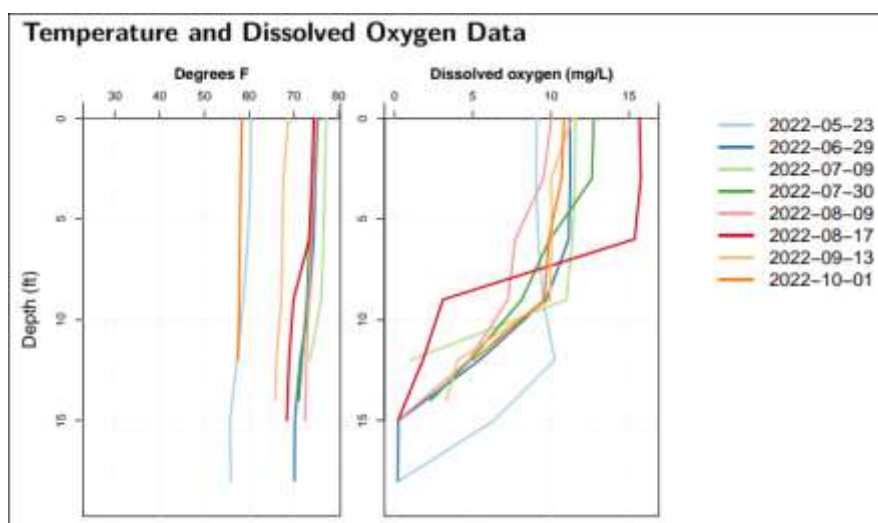 Temperature and Dissolved Oxygen Data
Degrees F
Dissolved oxygen (mg/L)
30 40 50 60 70 80
0 5 10 15
0
5
10
15
0
5
10
15
Depth (ft)
2022-05-23
2022-06-29
2022-07-09
2022-07-30
2022-08-09
2022-08-17
2022-09-13
2022-10-01